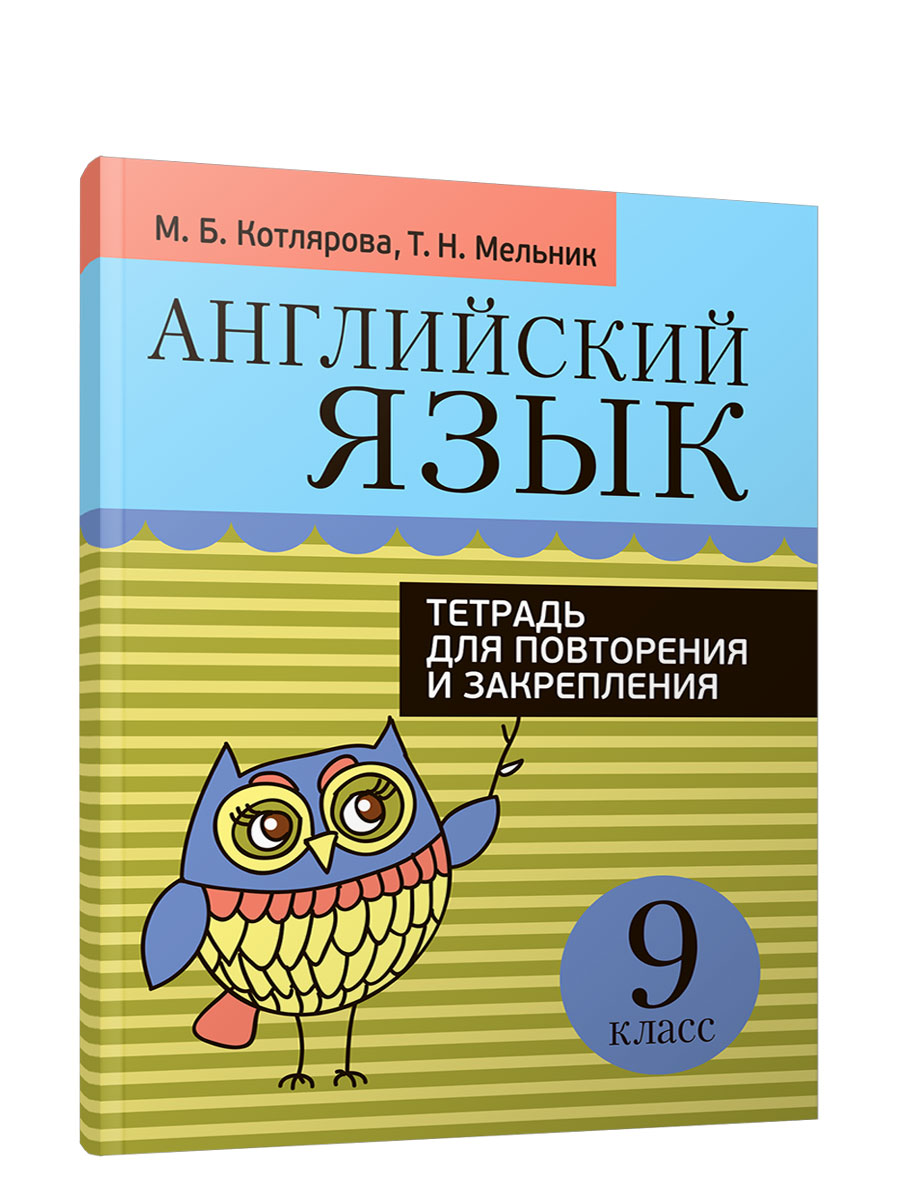 М. Б. Котлярова, Т. Н. Мельник
АНГЛИЙСКИЙ
ЯЗЫК
ТЕТРАДЬ
ДЛЯ ПОВТОРЕНИЯ
И ЗАКРЕПЛЕНИЯ
9
класс